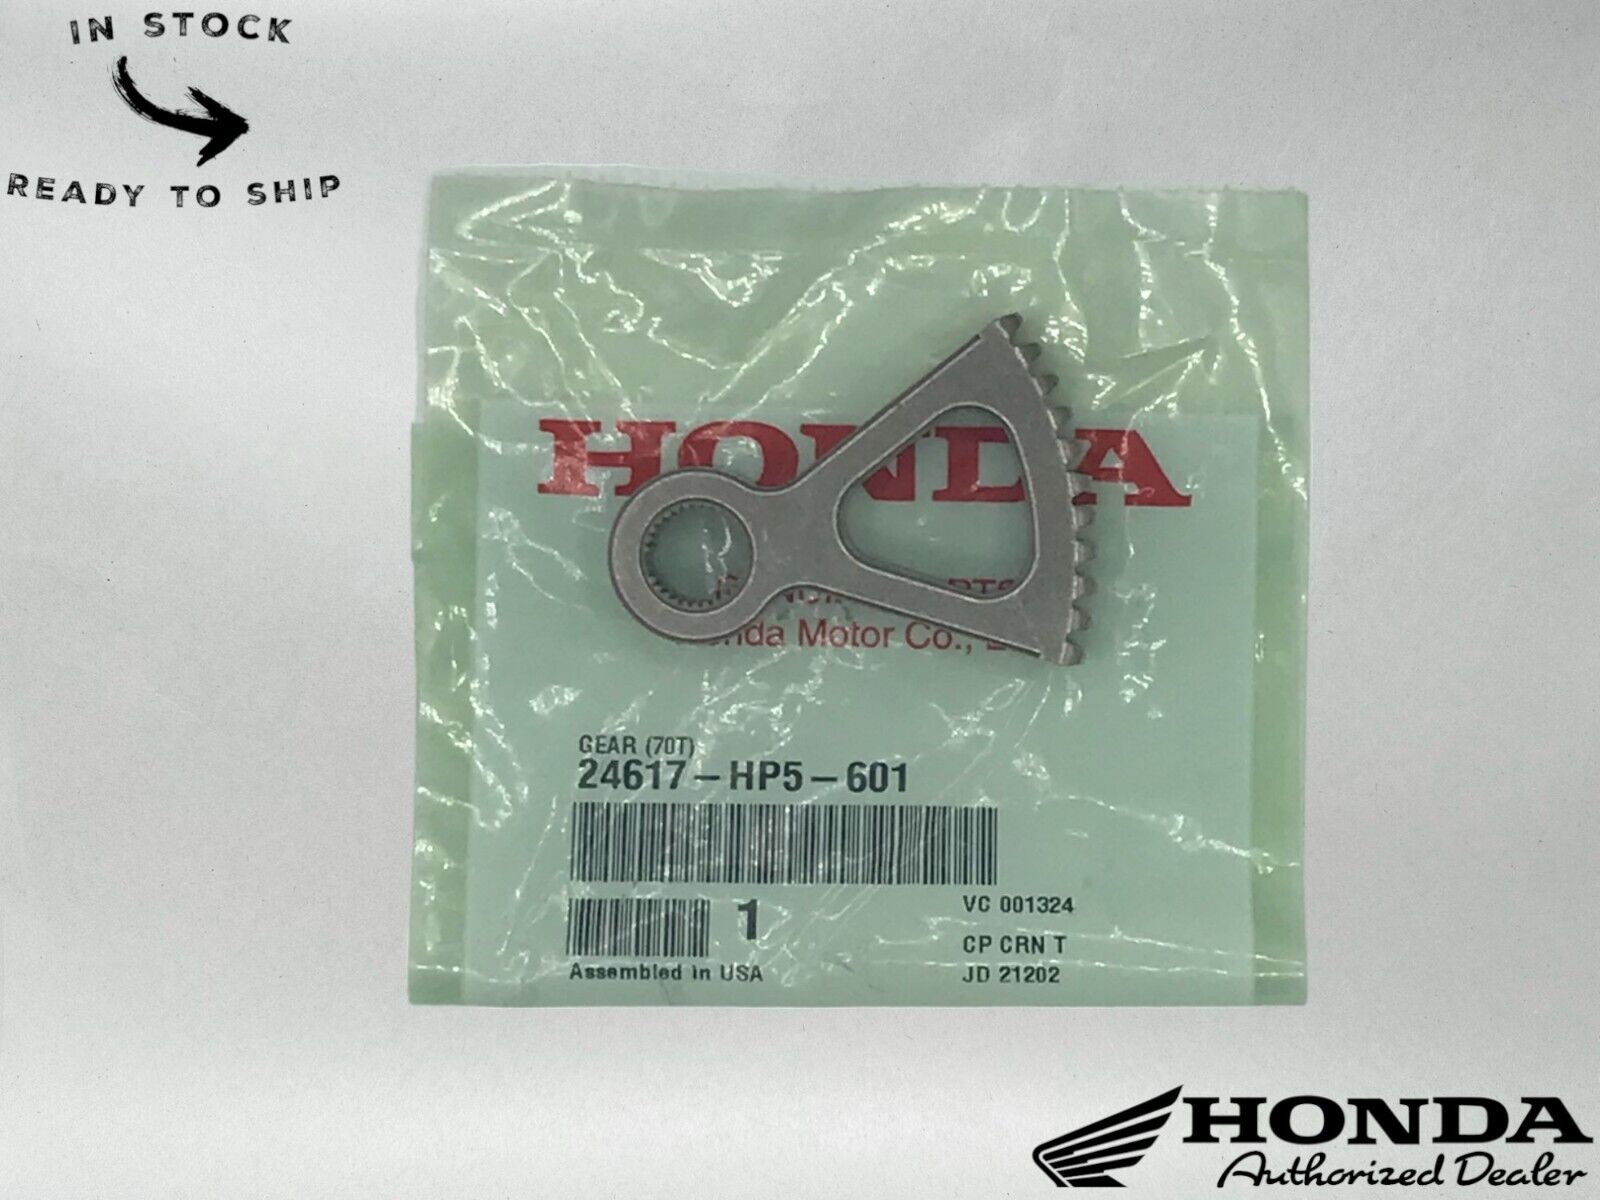 IN STOCK
READY TO SHIP
HONDA
Motor Co.,
GEAR (70T)
24617-HP5-601
1
VC 001324
CP CRN T
Assembled in USA
JD 21202
HONDA
Authorized Dealer